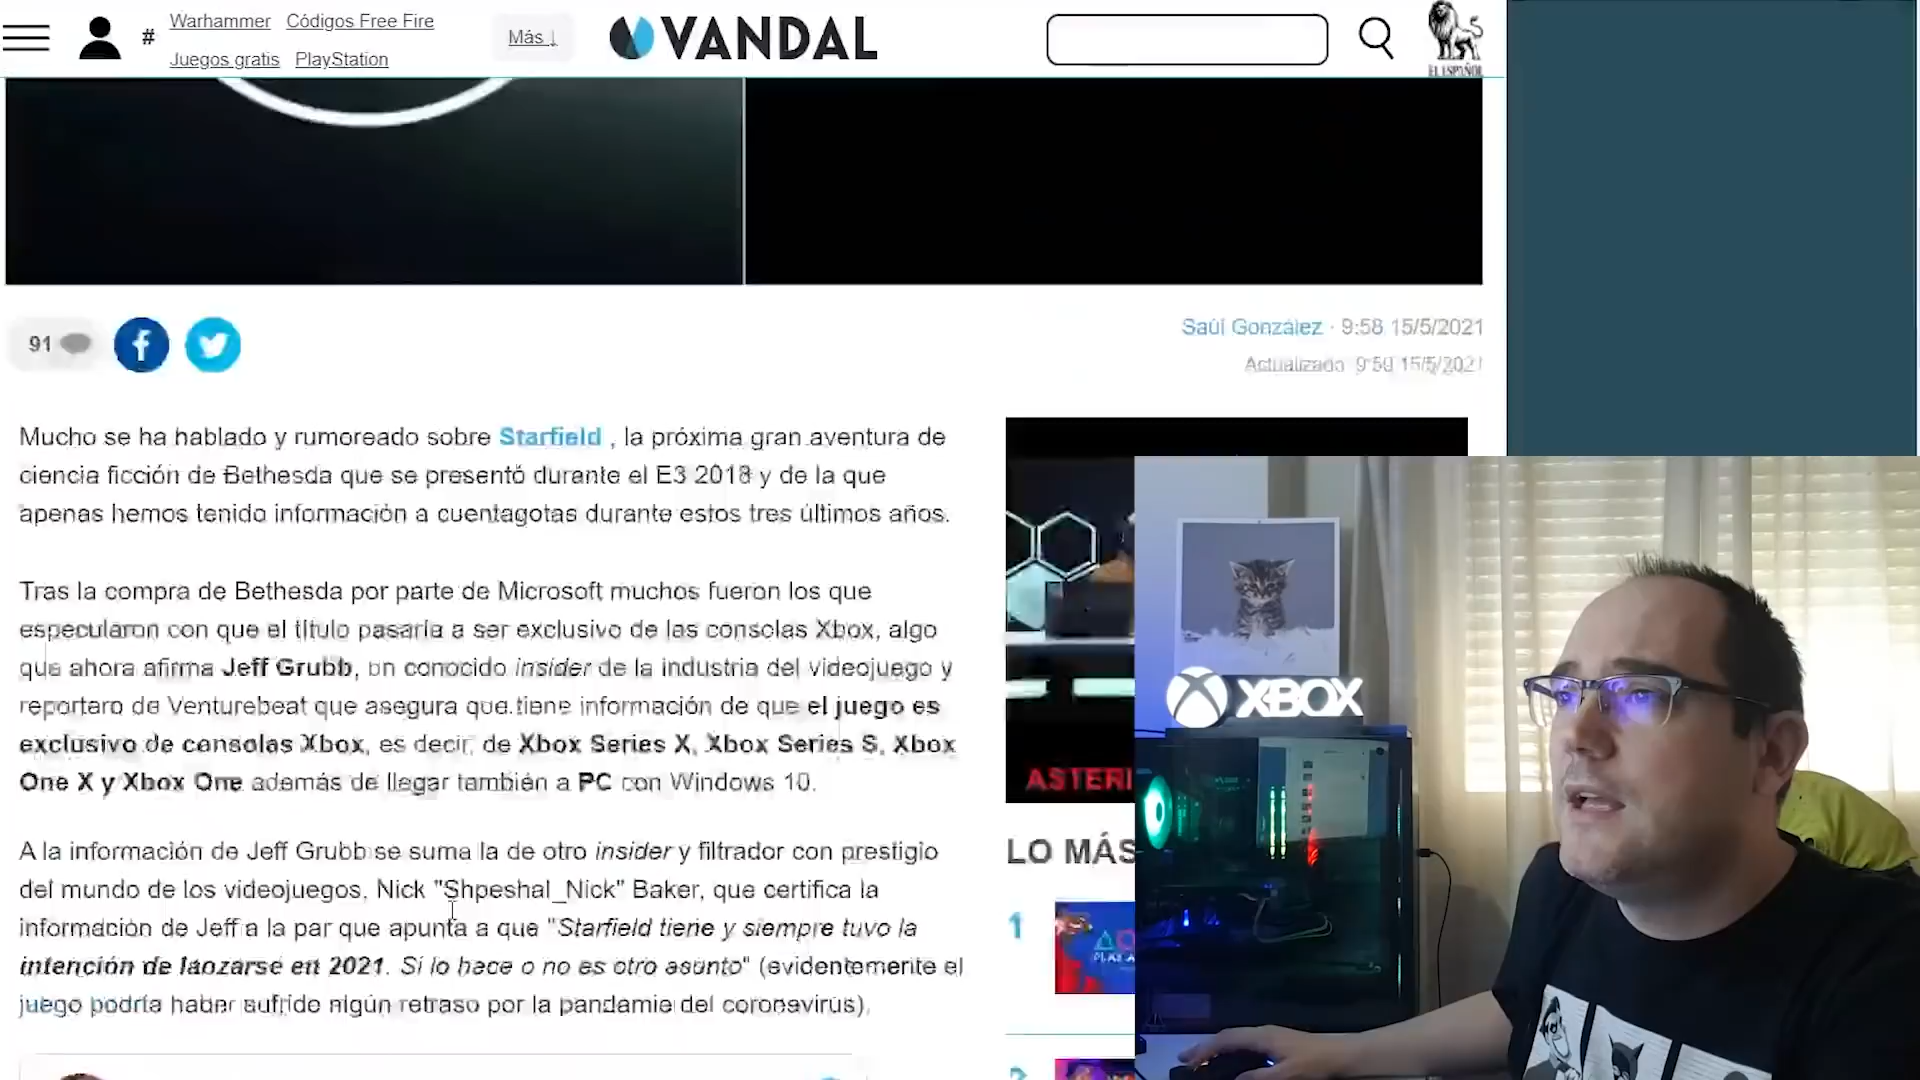 Warhammer Códigos Free Fire
#
Juegos gratis PlayStation
Más ↓
VANDAL
EL ESPAÑOL
91
Saúl González · 9:58 15/5/2021
Actualizado 9:59 15/5/2021
Mucho se ha hablado y rumoreado sobre Starfield , la próxima gran aventura de
ciencia ficción de Bethesda que se presentó durante el E3 2018 y de la que
apenas hemos tenido información a cuentagotas durante estos tres últimos años.
Tras la compra de Bethesda por parte de Microsoft muchos fueron los que
especularon con que el título pasaría a ser exclusivo de las consolas Xbox, algo
que ahora afirma Jeff Grubb, un conocido insider de la industria del videojuego y
reportero de Venturebeat que asegura que tiene información de que el juego es
exclusivo de consolas Xbox, es decir, de Xbox Series X, Xbox Series S, Xbox
One X y Xbox One además de llegar también a PC con Windows 10.
A la información de Jeff Grubb se suma la de otro insider y filtrador con prestigio
del mundo de los videojuegos, Nick "Shpeshal_Nick" Baker, que certifica la
información de Jeff a la par que apunta a que "Starfield tiene y siempre tuvo la
intención de lanzarse en 2021. Si lo hace o no es otro asunto" (evidentemente el
juego podría haber sufrido algún retraso por la pandemia del coronavirus).
ASTERI
LO MÁS
1
2
XBOX